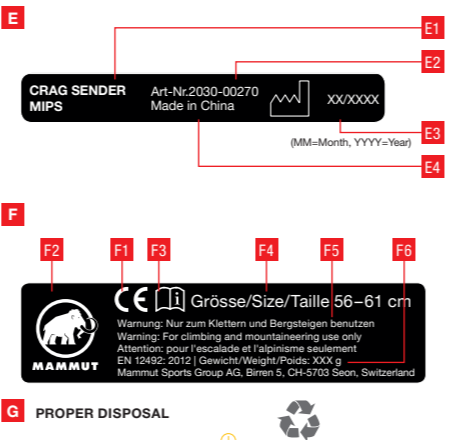 E
E1
E2
CRAG SENDER Art-Nr.2030-00270
MIPS Made in China XX/XXXX
E3
(MM=Month, YYYY=Year)
E4
F
F2 F1 F3 F4 F5 F6
CE i Grösse/Size/Taille 56–61 cm
Warnung: Nur zum Klettern und Bergsteigen benutzen
Warning: For climbing and mountaineering use only
Attention: pour l'escalade et l'alpinisme seulement
EN 12492: 2012 | Gewicht/Weight/Poids: XXX g
MAMMUT Mammut Sports Group AG, Birren 5, CH-5703 Seon, Switzerland
G PROPER DISPOSAL